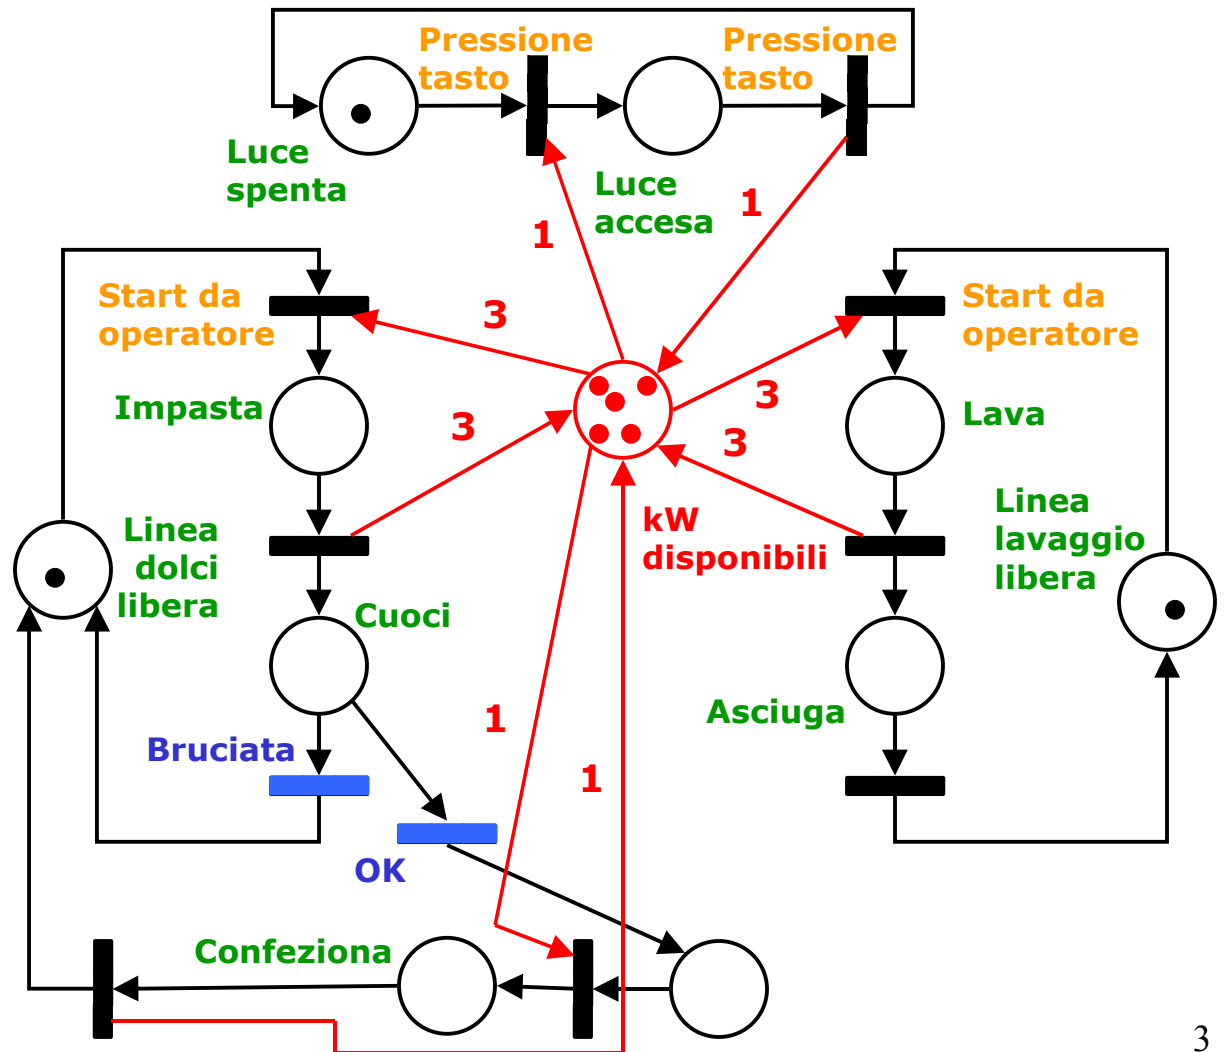 Pressione
tasto
Pressione
tasto
Luce
spenta
Luce
accesa
1
1
Start da
operatore
3
3
Start da
operatore
Impasta
3
3
Lava
Linea
dolci
libera
kW
disponibili
Linea
lavaggio
libera
Cuoci
1
Asciuga
Bruciata
1
OK
Confeziona
3